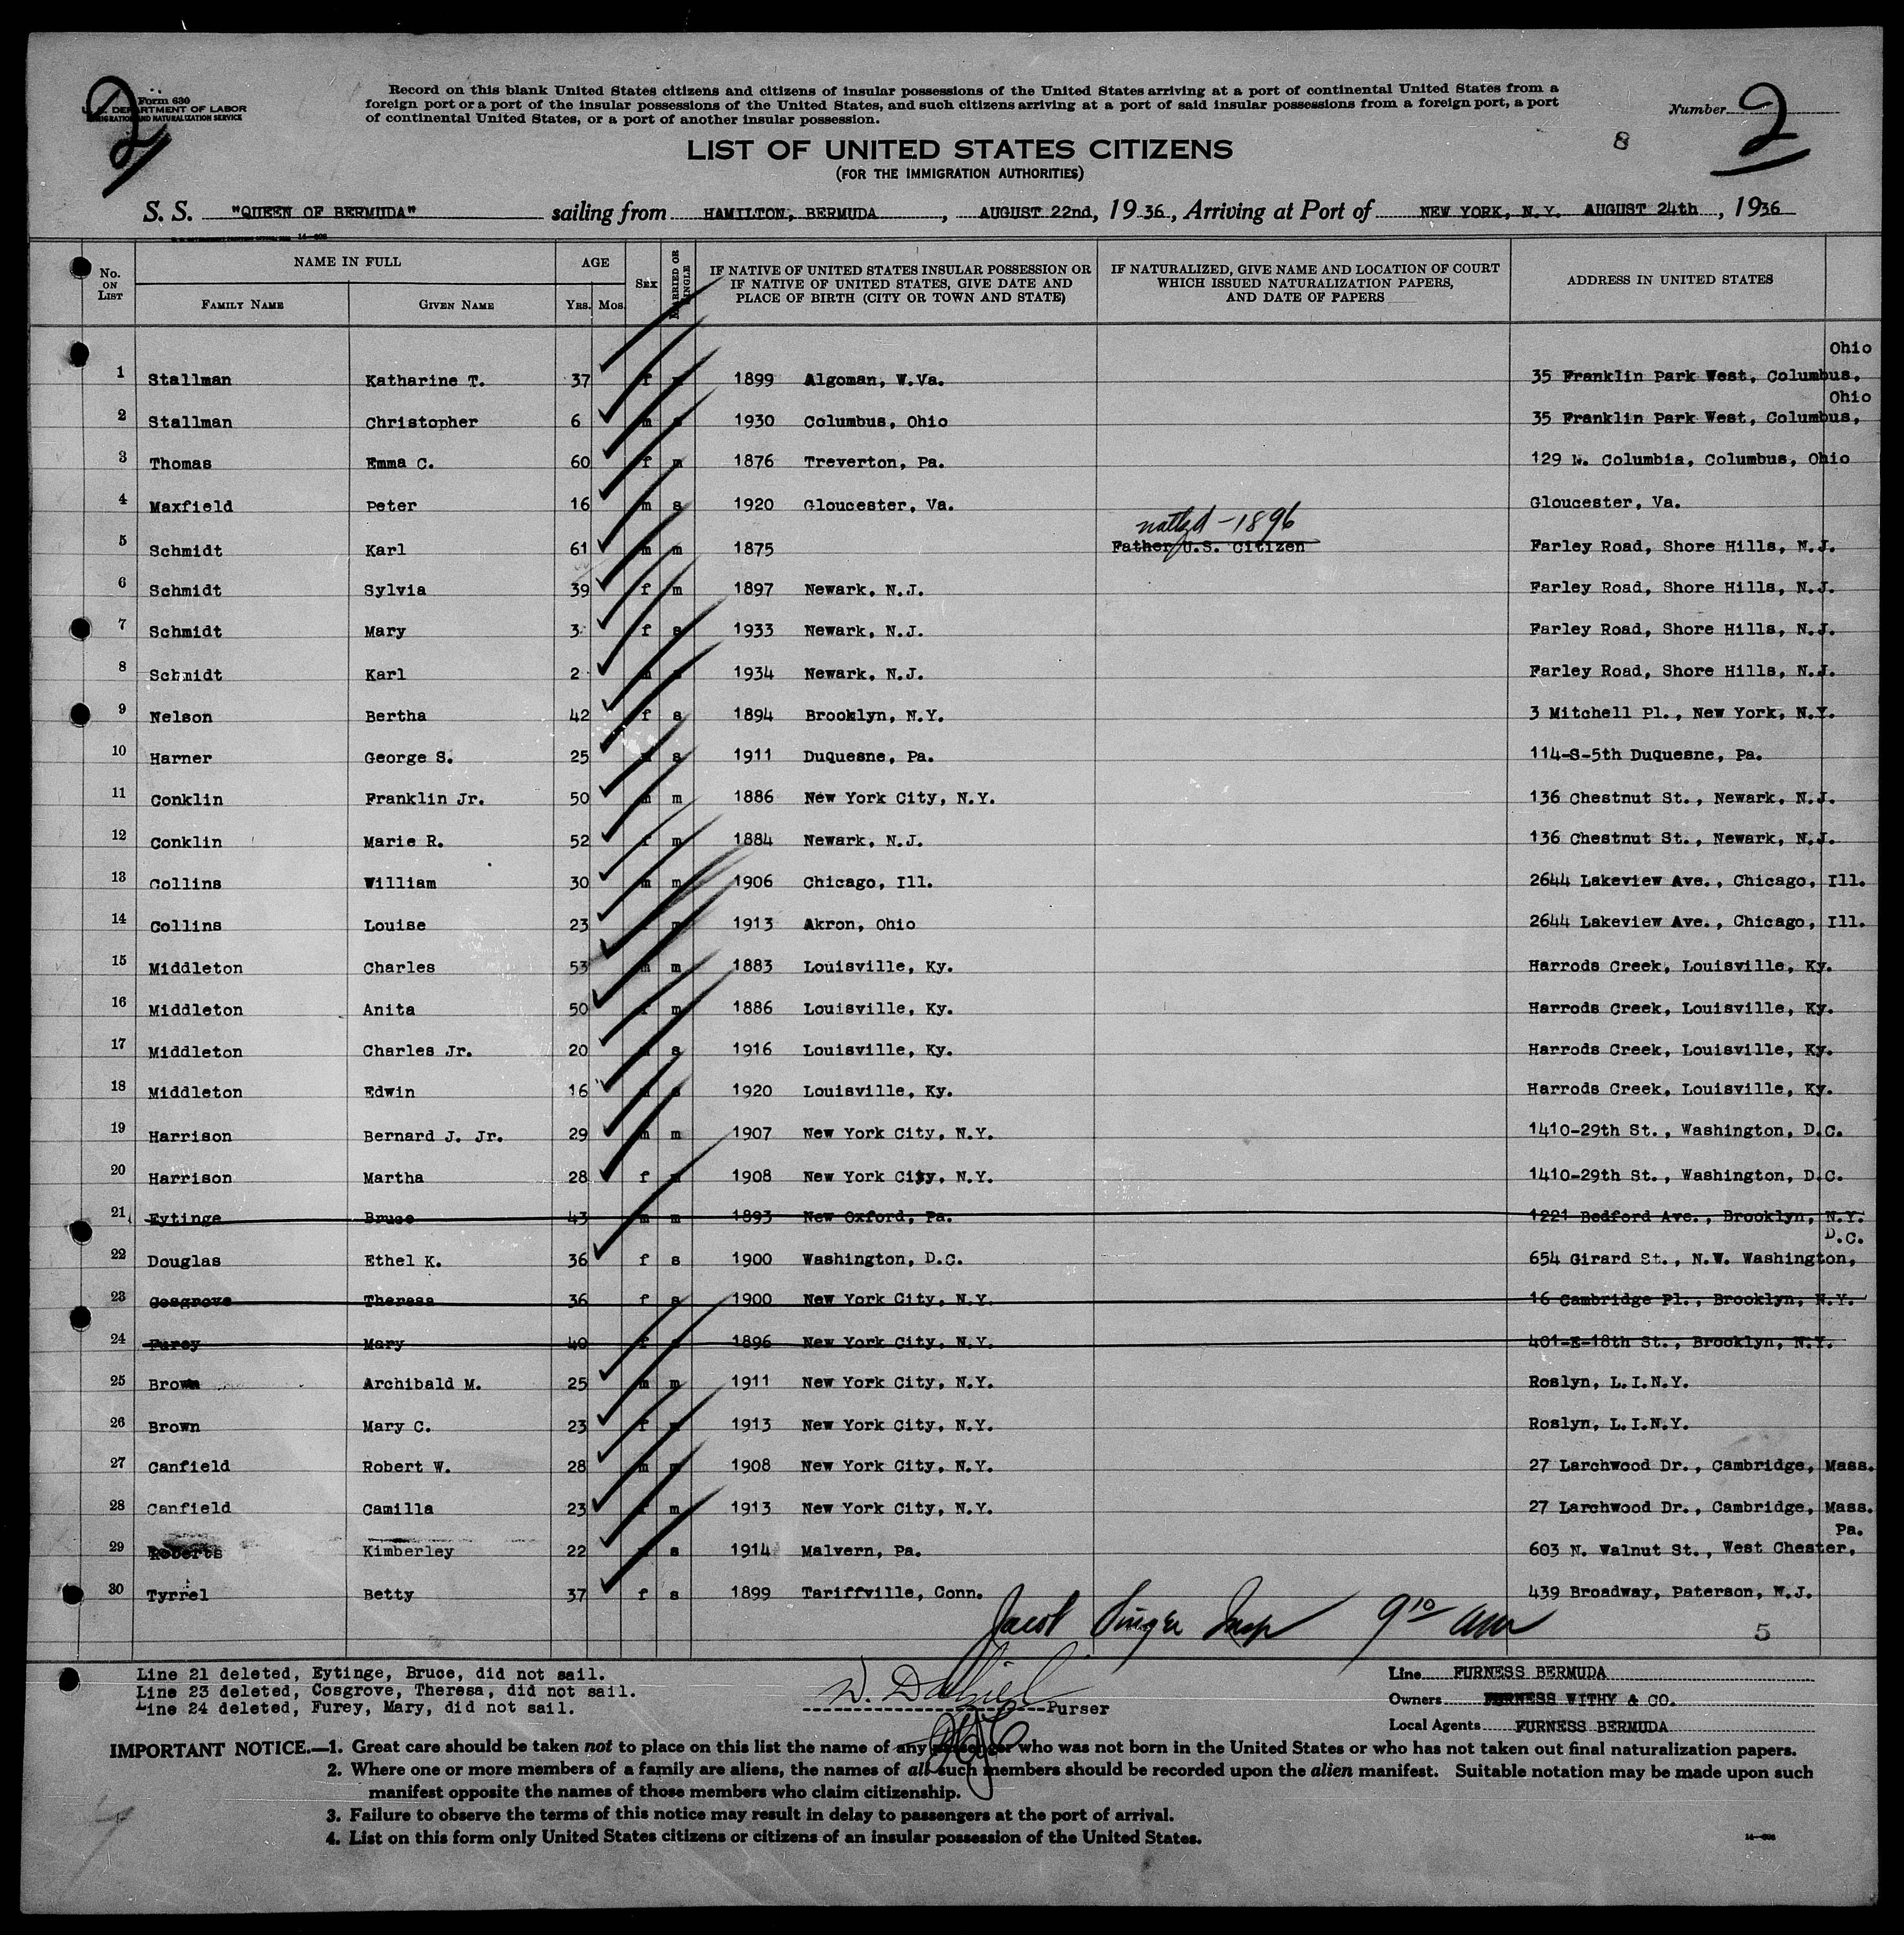 2
Form 630
U. S. DEPARTMENT OF LABOR
IMMIGRATION AND NATURALIZATION SERVICE
Record on this blank United States citizens and citizens of insular possessions of the United States arriving at a port of continental United States from a
foreign port or a port of the insular possessions of the United States, and such citizens arriving at a port of said insular possessions from a foreign port, a port
of continental United States, or a port of another insular possession.
Number 2
8
LIST OF UNITED STATES CITIZENS
(FOR THE IMMIGRATION AUTHORITIES)
S. S. "QUEEN OF BERMUDA" sailing from HAMILTON, BERMUDA, AUGUST 22nd, 1936, Arriving at Port of NEW YORK, N.Y. AUGUST 24th, 1936
No. ON LIST
NAME IN FULL
FAMILY NAME GIVEN NAME
AGE
YRS. MOS.
SEX
MARRIED OR SINGLE
IF NATIVE OF UNITED STATES INSULAR POSSESSION OR
IF NATIVE OF UNITED STATES, GIVE DATE AND
PLACE OF BIRTH (CITY OR TOWN AND STATE)
IF NATURALIZED, GIVE NAME AND LOCATION OF COURT
WHICH ISSUED NATURALIZATION PAPERS,
AND DATE OF PAPERS
ADDRESS IN UNITED STATES
1 Stallman Katharine T. 37 f 1899 Algoman, W.Va. 35 Franklin Park West, Columbus, Ohio
2 Stallman Christopher 6 m 1930 Columbus, Ohio 35 Franklin Park West, Columbus, Ohio
3 Thomas Emma C. 60 f m 1876 Treverton, Pa. 129 N. Columbia, Columbus, Ohio
4 Maxfield Peter 16 m s 1920 Gloucester, Va. Gloucester, Va.
natlzd - 1896
5 Schmidt Karl 61 m m 1875 Father U.S. Citizen Farley Road, Shore Hills, N.J.
6 Schmidt Sylvia 39 f m 1897 Newark, N.J. Farley Road, Shore Hills, N.J.
7 Schmidt Mary 3 f s 1933 Newark, N.J. Farley Road, Shore Hills, N.J.
8 Schmidt Karl 2 1934 Newark, N.J. Farley Road, Shore Hills, N.J.
9 Nelson Bertha 42 f s 1894 Brooklyn, N.Y. 3 Mitchell Pl., New York, N.Y.
10 Harner George S. 25 s 1911 Duquesne, Pa. 114-S-5th Duquesne, Pa.
11 Conklin Franklin Jr. 50 m m 1886 New York City, N.Y. 136 Chestnut St., Newark, N.J.
12 Conklin Marie R. 52 f m 1884 Newark, N.J. 136 Chestnut St., Newark, N.J.
13 Collins William 30 m m 1906 Chicago, Ill. 2644 Lakeview Ave., Chicago, Ill.
14 Collins Louise 23 m 1913 Akron, Ohio 2644 Lakeview Ave., Chicago, Ill.
15 Middleton Charles 53 m m 1883 Louisville, Ky. Harrods Creek, Louisville, Ky.
16 Middleton Anita 50 f m 1886 Louisville, Ky. Harrods Creek, Louisville, Ky.
17 Middleton Charles Jr. 20 s 1916 Louisville, Ky. Harrods Creek, Louisville, Ky.
18 Middleton Edwin 16 s 1920 Louisville, Ky. Harrods Creek, Louisville, Ky.
19 Harrison Bernard J. Jr. 29 m m 1907 New York City, N.Y. 1410-29th St., Washington, D.C.
20 Harrison Martha 28 f 1908 New York City, N.Y. 1410-29th St., Washington, D.C.
21 Eytinge Bruce 43 m m 1893 New Oxford, Pa. 1221 Bedford Ave., Brooklyn, N.Y.
22 Douglas Ethel K. 36 f s 1900 Washington, D.C. 654 Girard St., N.W. Washington, D.C.
23 Cosgrove Theresa 36 f s 1900 New York City, N.Y. 16 Cambridge Pl., Brooklyn, N.Y.
24 Furey Mary 40 f 1896 New York City, N.Y. 401-E-18th St., Brooklyn, N.Y.
25 Brown Archibald M. 25 m m 1911 New York City, N.Y. Roslyn, L.I.N.Y.
26 Brown Mary C. 23 f 1913 New York City, N.Y. Roslyn, L.I.N.Y.
27 Canfield Robert W. 28 m m 1908 New York City, N.Y. 27 Larchwood Dr., Cambridge, Mass.
28 Canfield Camilla 23 f m 1913 New York City, N.Y. 27 Larchwood Dr., Cambridge, Mass.
29 Roberts Kimberley 22 s 1914 Malvern, Pa. 603 N. Walnut St., West Chester, Pa.
30 Tyrrel Betty 37 f s 1899 Tariffville, Conn. 439 Broadway, Paterson, N.J.
Jacob Singer Insp 9 10 am
5
Line 21 deleted, Eytinge, Bruce, did not sail.
Line 23 deleted, Cosgrove, Theresa, did not sail.
Line 24 deleted, Furey, Mary, did not sail.
W. Dalziel
Purser
Line FURNESS BERMUDA
Owners FURNESS WITHY & CO.
Local Agents FURNESS BERMUDA
IMPORTANT NOTICE.—1. Great care should be taken not to place on this list the name of any passenger who was not born in the United States or who has not taken out final naturalization papers.
2. Where one or more members of a family are aliens, the names of all such members should be recorded upon the alien manifest. Suitable notation may be made upon such
manifest opposite the names of those members who claim citizenship.
3. Failure to observe the terms of this notice may result in delay to passengers at the port of arrival.
4. List on this form only United States citizens or citizens of an insular possession of the United States.